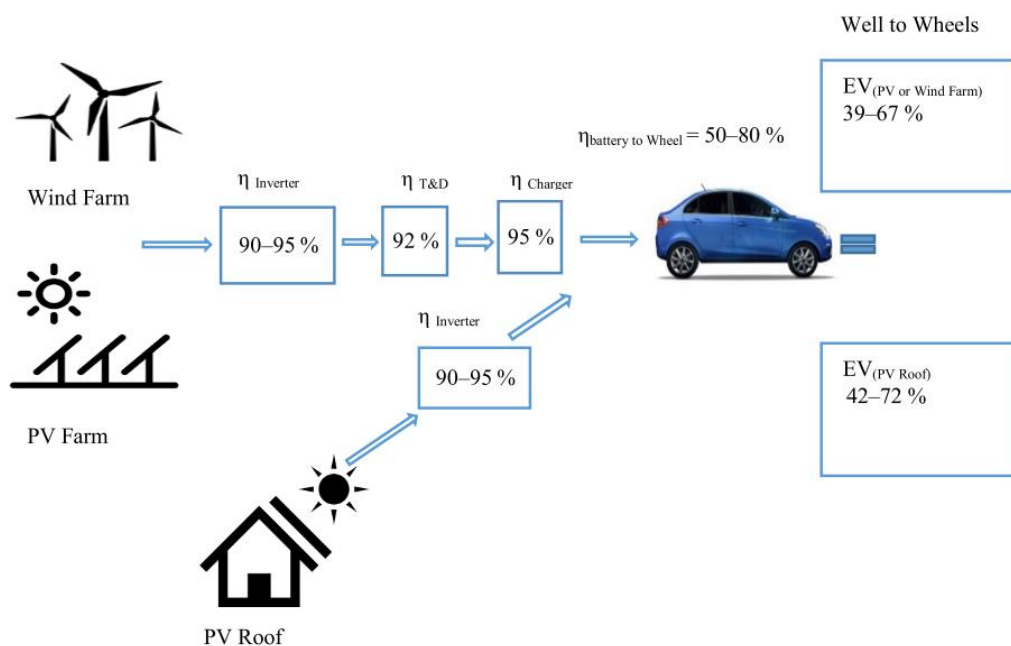 Well to Wheels
EV(PV or Wind Farm)
39–67 %
ηbattery to Wheel = 50–80 %
Wind Farm
η Inverter
η T&D
η Charger
90–95 %
92 %
95 %
η Inverter
90–95 %
EV(PV Roof)
42–72 %
PV Farm
PV Roof